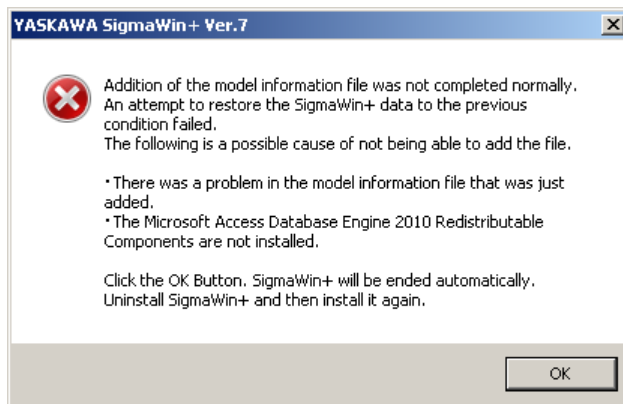 YASKAWA SigmaWin+ Ver.7
Addition of the model information file was not completed normally.
An attempt to restore the SigmaWin+ data to the previous
condition failed.
The following is a possible cause of not being able to add the file.
・There was a problem in the model information file that was just
added.
・The Microsoft Access Database Engine 2010 Redistributable
Components are not installed.
Click the OK Button. SigmaWin+ will be ended automatically.
Uninstall SigmaWin+ and then install it again.
OK